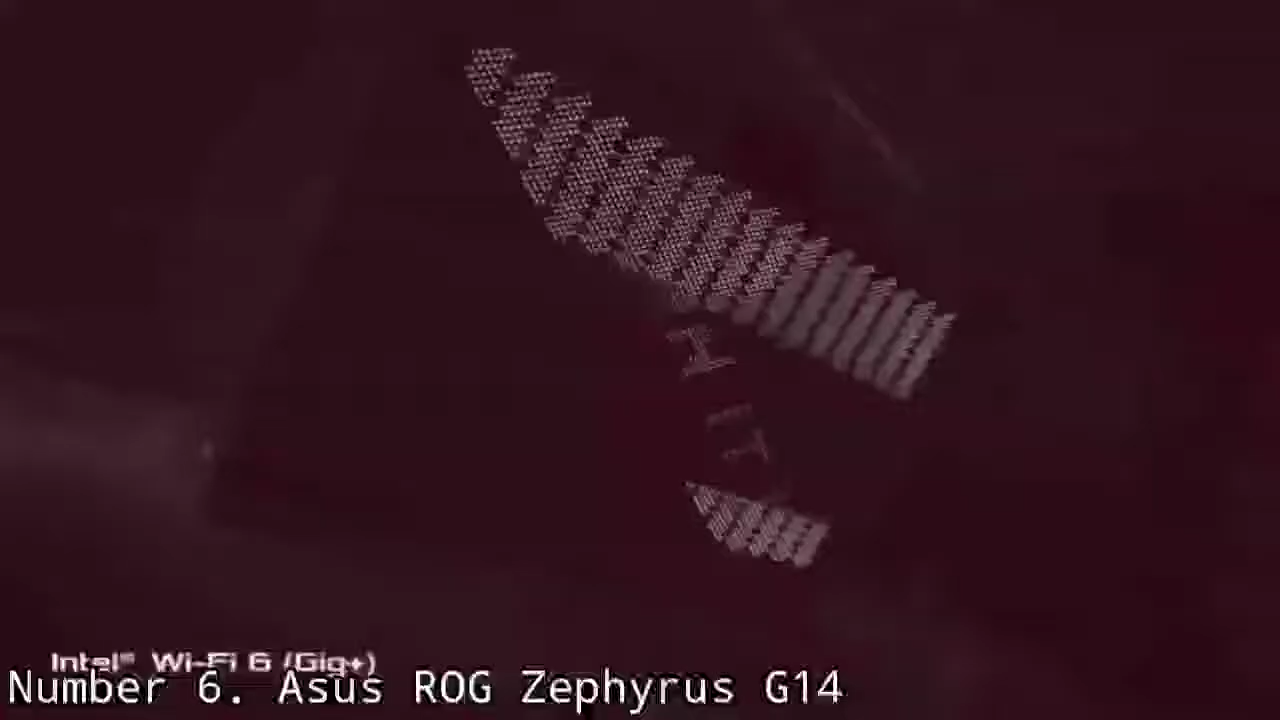 Intel® Wi-Fi 6 (Gig+)
Number 6. Asus ROG Zephyrus G14